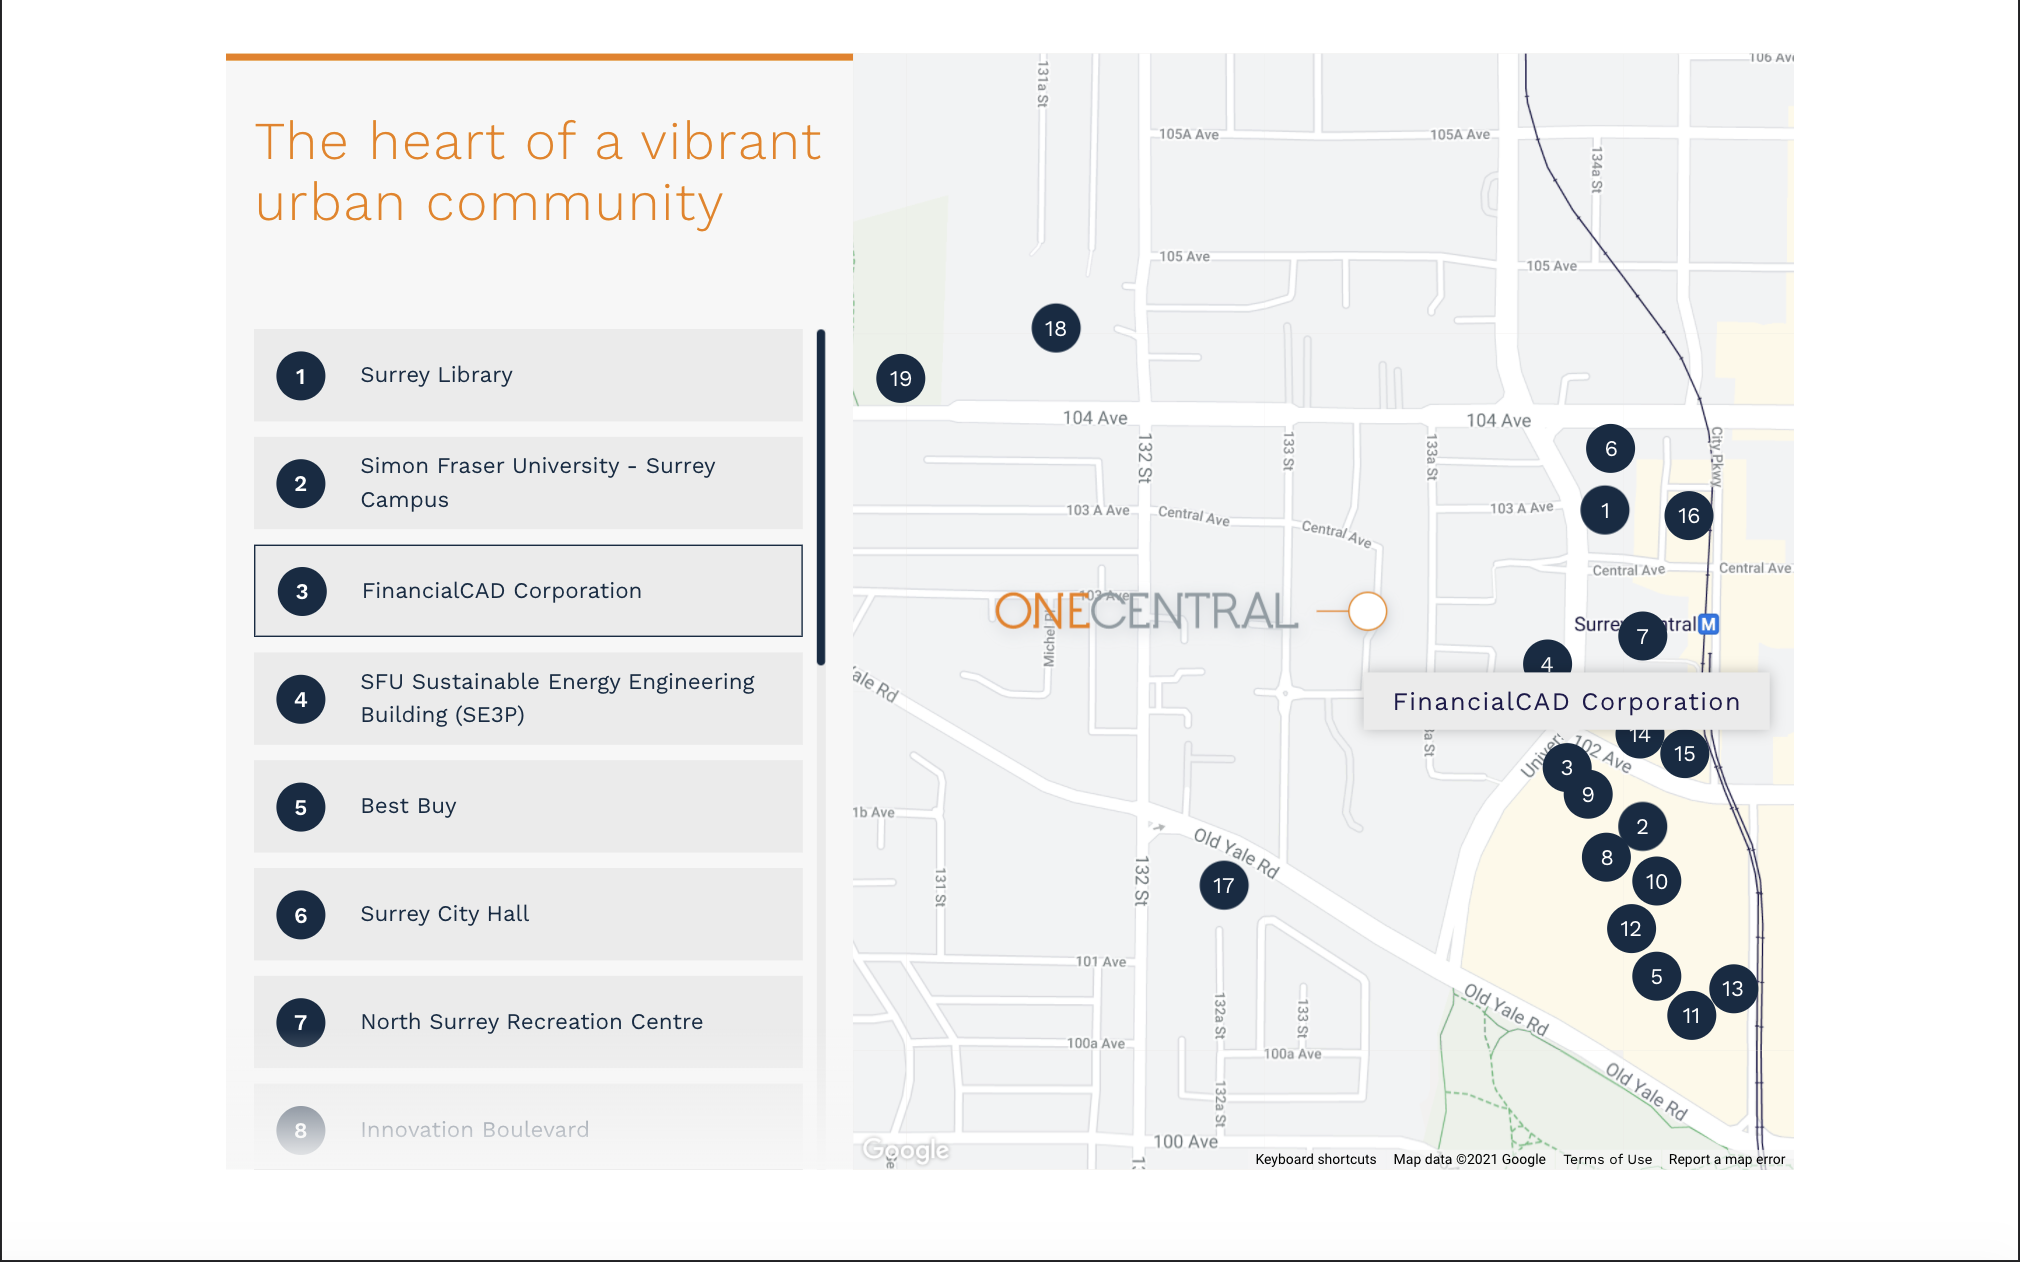 The heart of a vibrant
urban community
1 Surrey Library
2 Simon Fraser University - Surrey
Campus
3 FinancialCAD Corporation
4 SFU Sustainable Energy Engineering
Building (SE3P)
5 Best Buy
6 Surrey City Hall
7 North Surrey Recreation Centre
8 Innovation Boulevard
106 Ave
131a St
105A Ave
105A Ave
134a St
105 Ave
105 Ave
18
19
104 Ave
104 Ave
132 St
133 St
133a St
City Pkwy
6
103 A Ave
Central Ave
Central Ave
103 A Ave
1
16
Central Ave
Central Ave
103 Ave
ONECENTRAL
Michel Pl
Surrey Central M
7
4
Yale Rd
FinancialCAD Corporation
14
15
102 Ave
3
9
1b Ave
2
Old Yale Rd
8
10
17
132 St
131 St
12
101 Ave
5
13
11
Old Yale Rd
132a St
133 St
100a Ave
100a Ave
Old Yale Rd
132a St
100 Ave
Google
Keyboard shortcuts Map data ©2021 Google Terms of Use Report a map error